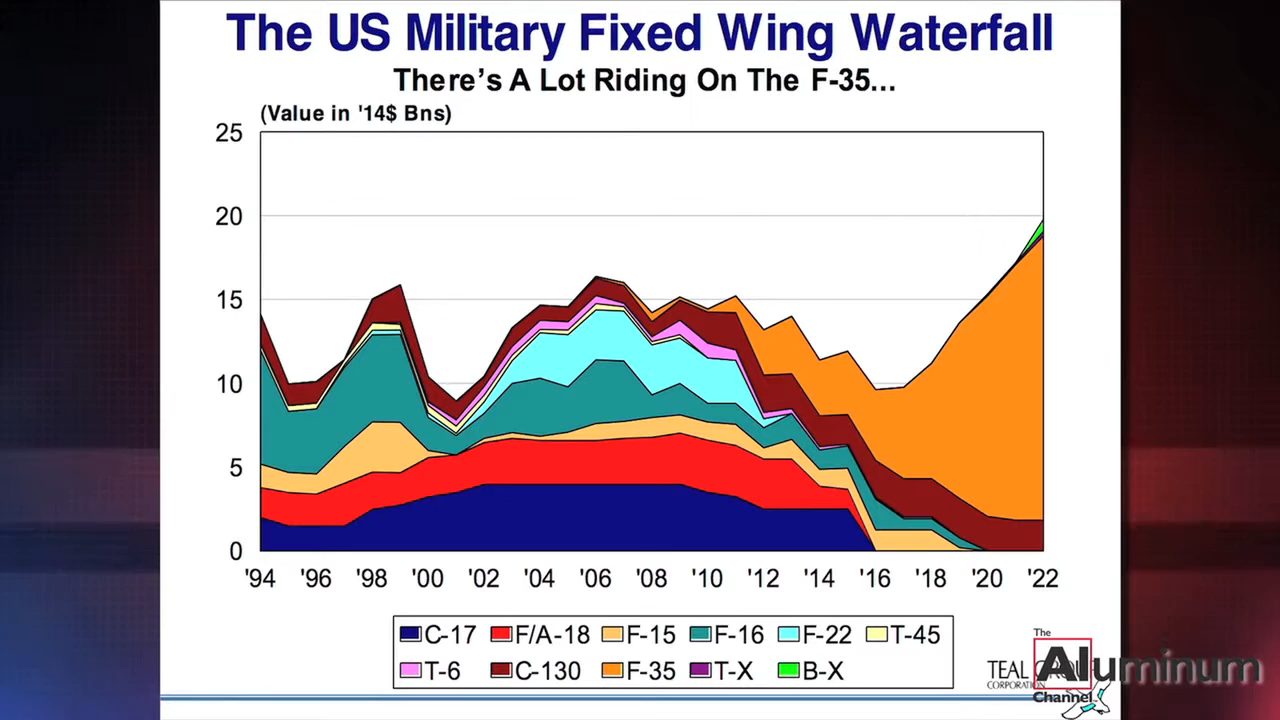 The US Military Fixed Wing Waterfall
There's A Lot Riding On The F-35...
(Value in '14$ Bns)
25
20
15
10
5
0
'94 '96 '98 '00 '02 '04 '06 '08 '10 '12 '14 '16 '18 '20 '22
C-17 F/A-18 F-15 F-16 F-22 T-45
T-6 C-130 F-35 T-X B-X
The
Aluminum
Channel
TEAL
CORPORATION